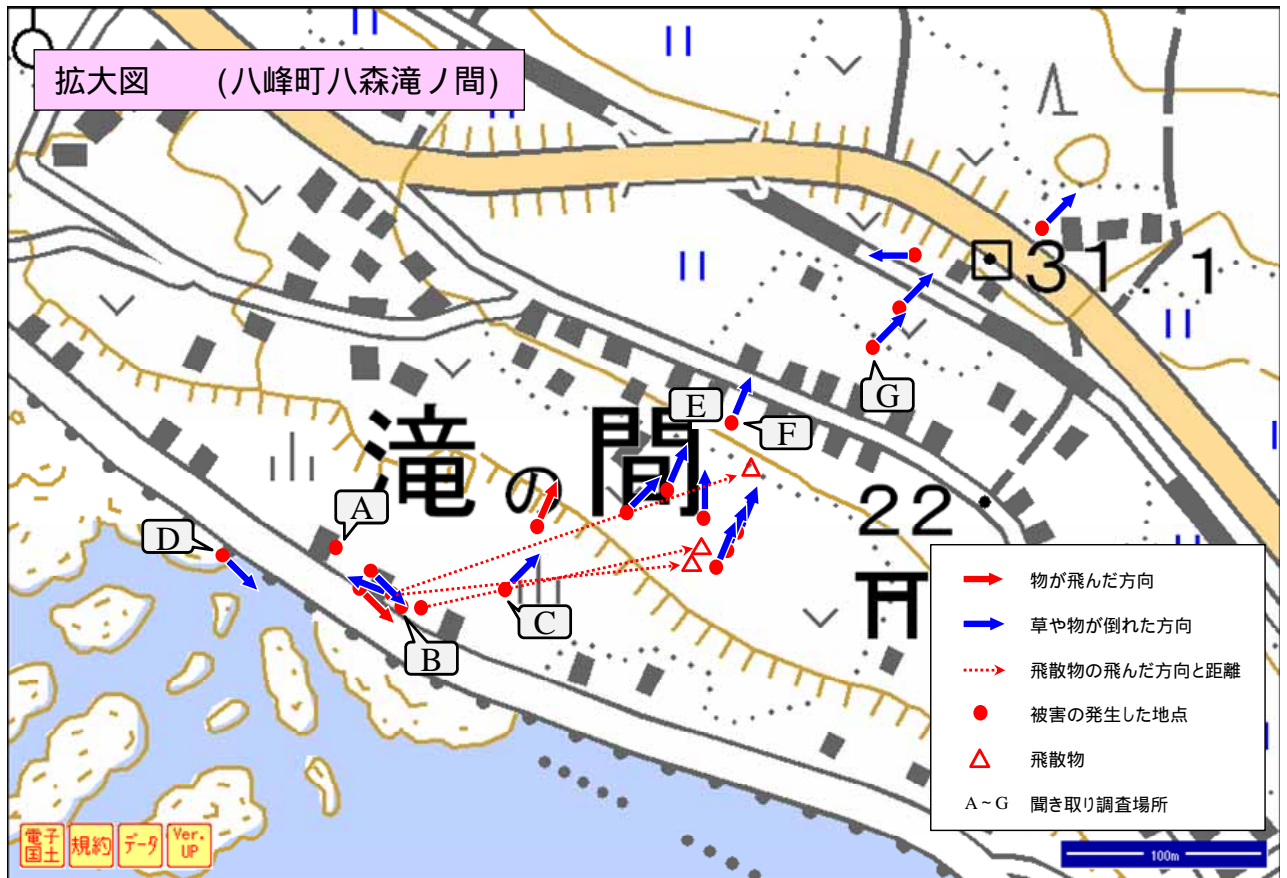 拡大図 (八峰町八森滝ノ間)
31.1
E
F
G
滝の間
22
A
D
B
C
物が飛んだ方向
草や物が倒れた方向
飛散物の飛んだ方向と距離
被害の発生した地点
飛散物
A～G 聞き取り調査場所
電子国土
規約
データ
Ver.UP
100m